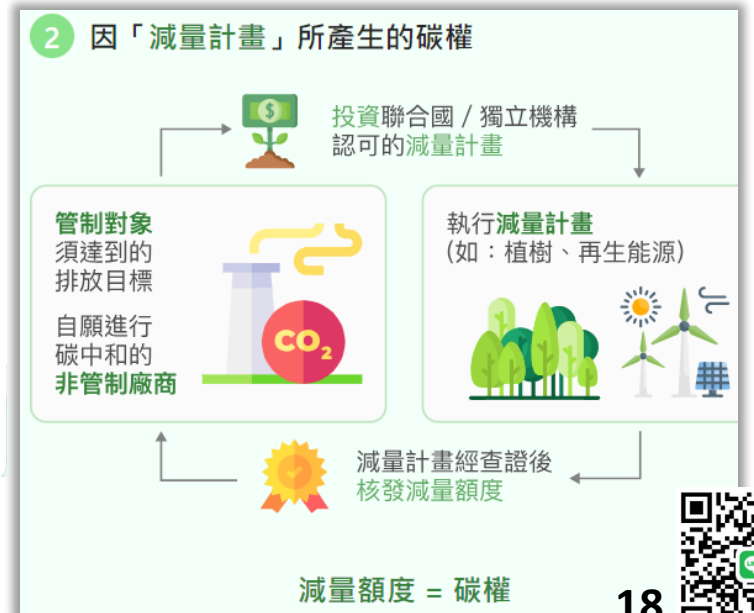 2 因「減量計畫」所產生的碳權
$
投資聯合國 / 獨立機構
認可的減量計畫
管制對象
須達到的
排放目標
自願進行
碳中和的
非管制廠商
CO2
執行減量計畫
(如：植樹、再生能源)
減量計畫經查證後
核發減量額度
減量額度 = 碳權
18